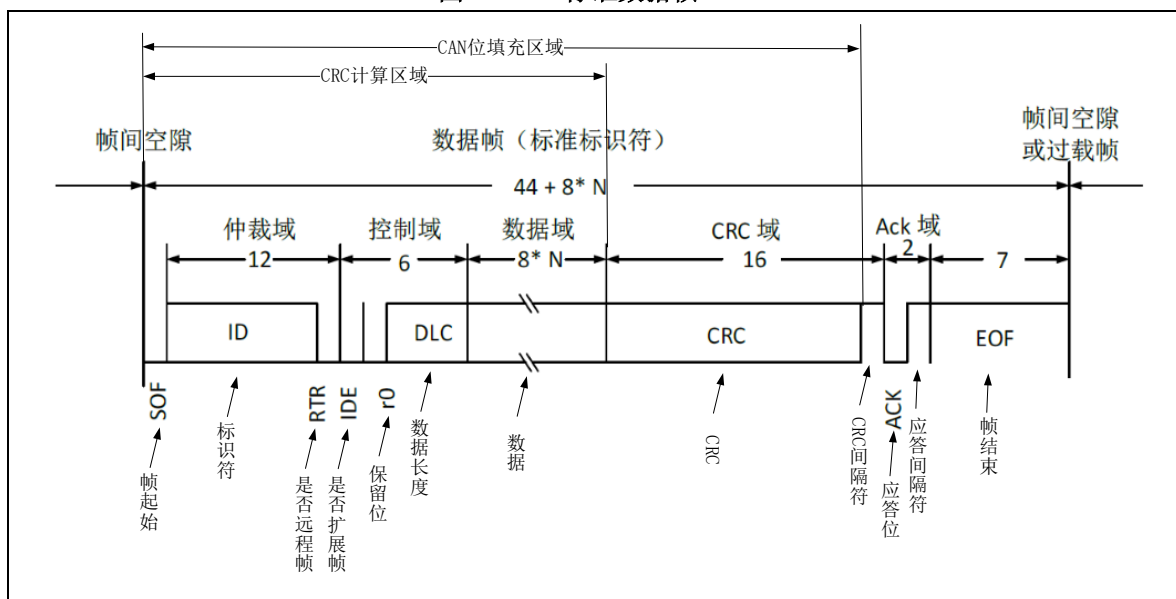 CAN位填充区域
CRC计算区域
帧间空隙
数据帧（标准标识符）
帧间空隙
或过载帧
44 + 8* N
仲裁域
控制域
数据域
CRC 域
Ack 域
12
6
8* N
16
2
7
ID
DLC
CRC
EOF
SOF
RTR
IDE
r0
ACK
帧起始
标识符
是否远程帧
是否扩展帧
保留位
数据长度
数据
CRC
CRC间隔符
应答位
应答间隔符
帧结束